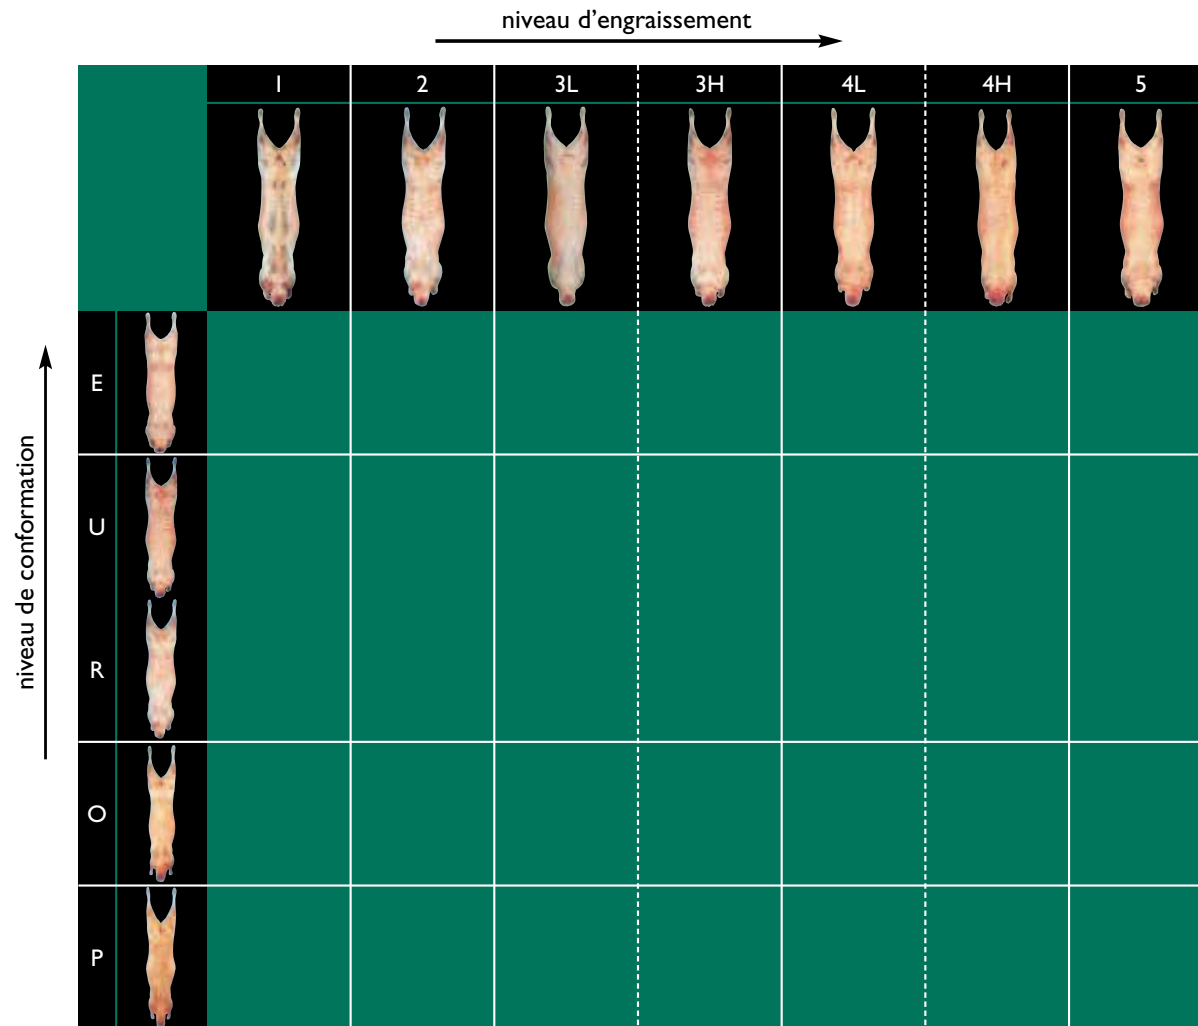 niveau d'engraissement
1 2 3L 3H 4L 4H 5
niveau de conformation
E
U
R
O
P